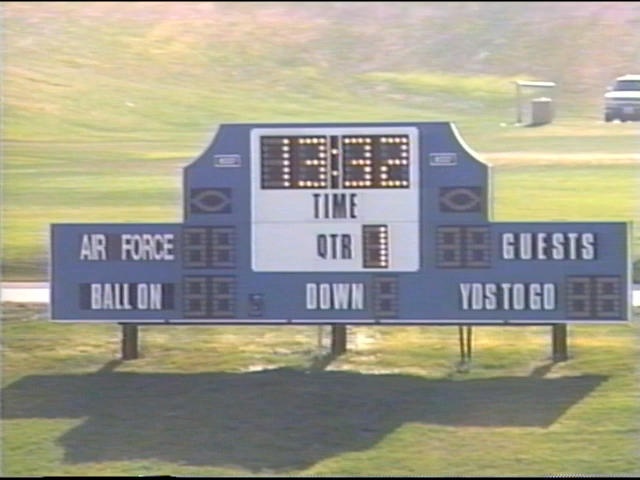 13:32
TIME
QTR 1
AIR FORCE GUESTS
BALL ON DOWN YDS TO GO